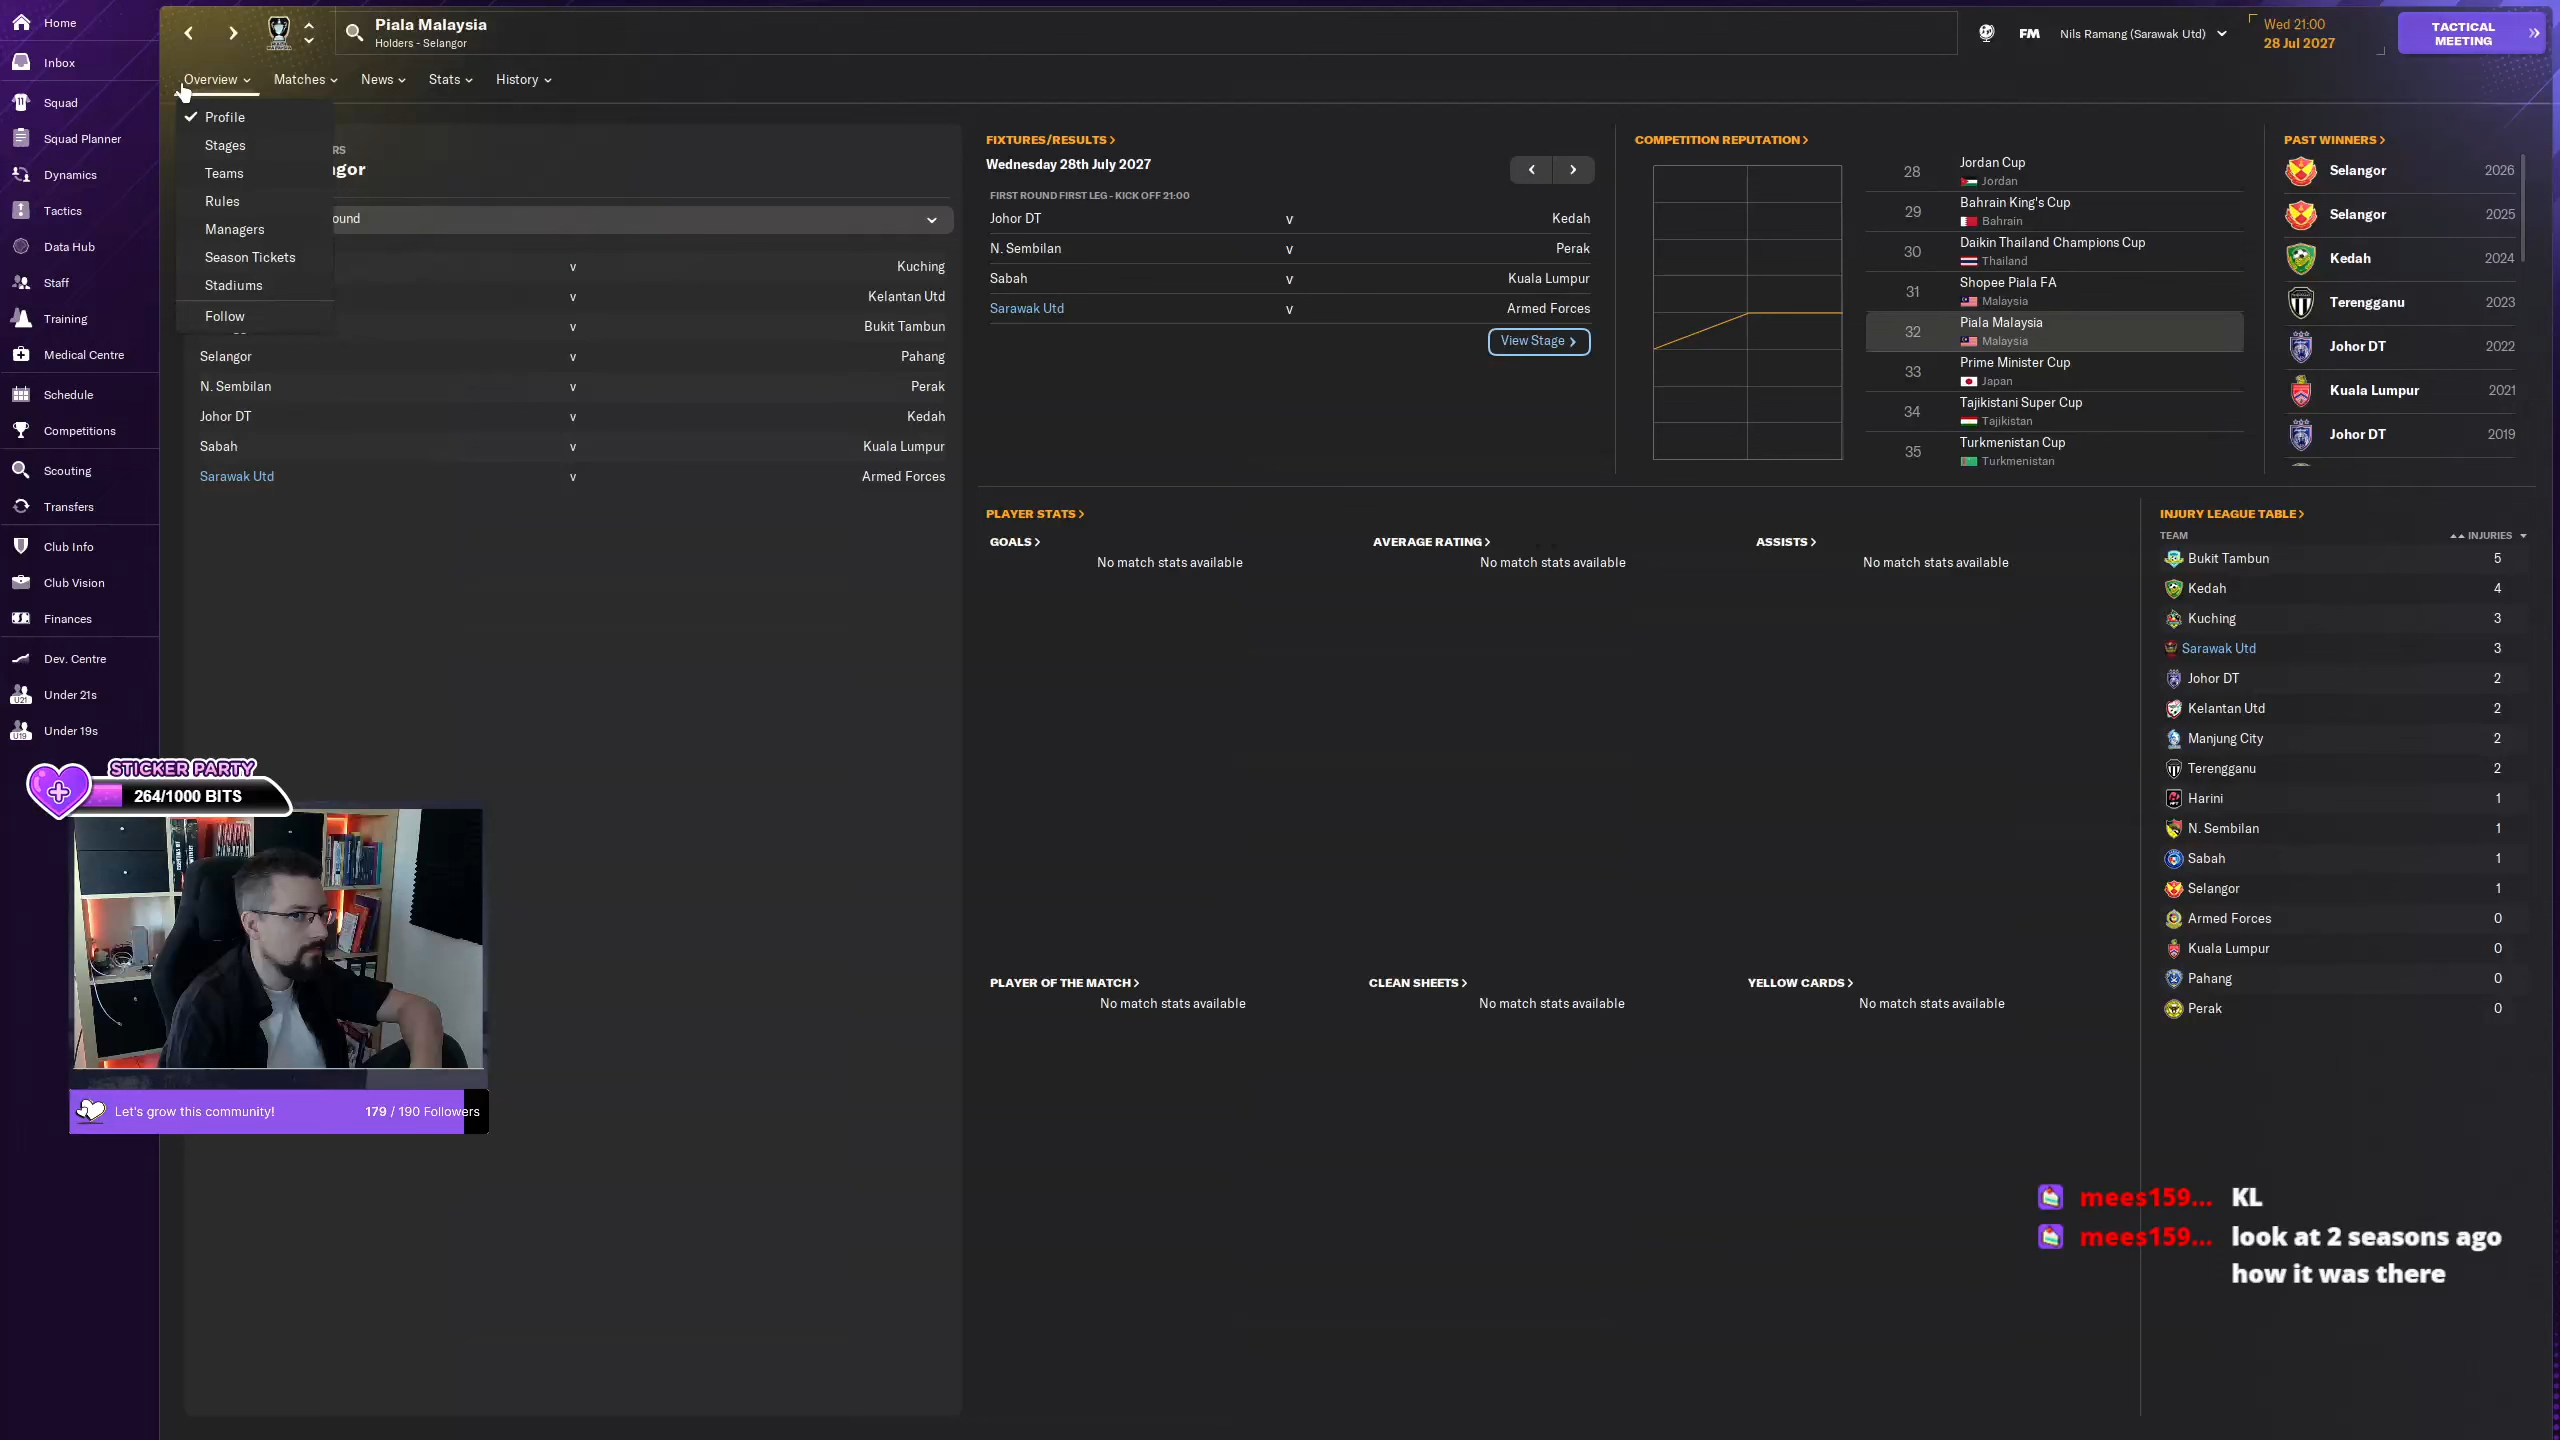 Home
Inbox
Squad
Squad Planner
Dynamics
Tactics
Data Hub
Staff
Training
Medical Centre
Schedule
Competitions
Scouting
Transfers
Club Info
Club Vision
Finances
Dev. Centre
Under 21s
Under 19s
Piala Malaysia
Holders - Selangor
FM
Nils Ramang (Sarawak Utd)
Wed 21:00
28 Jul 2027
TACTICAL
MEETING
Overview
Matches
News
Stats
History
Profile
Stages
Teams
Rules
Managers
Season Tickets
Stadiums
Follow
RS
ngor
ound
v Kuching
v Kelantan Utd
v Bukit Tambun
Selangor v Pahang
N. Sembilan v Perak
Johor DT v Kedah
Sabah v Kuala Lumpur
Sarawak Utd v Armed Forces
FIXTURES/RESULTS
Wednesday 28th July 2027
FIRST ROUND FIRST LEG - KICK OFF 21:00
Johor DT v Kedah
N. Sembilan v Perak
Sabah v Kuala Lumpur
Sarawak Utd v Armed Forces
View Stage
COMPETITION REPUTATION
28 Jordan Cup
Jordan
29 Bahrain King's Cup
Bahrain
30 Daikin Thailand Champions Cup
Thailand
31 Shopee Piala FA
Malaysia
32 Piala Malaysia
Malaysia
33 Prime Minister Cup
Japan
34 Tajikistani Super Cup
Tajikistan
35 Turkmenistan Cup
Turkmenistan
PAST WINNERS
Selangor 2026
Selangor 2025
Kedah 2024
Terengganu 2023
Johor DT 2022
Kuala Lumpur 2021
Johor DT 2019
PLAYER STATS
GOALS
No match stats available
AVERAGE RATING
No match stats available
ASSISTS
No match stats available
PLAYER OF THE MATCH
No match stats available
CLEAN SHEETS
No match stats available
YELLOW CARDS
No match stats available
INJURY LEAGUE TABLE
TEAM INJURIES
Bukit Tambun 5
Kedah 4
Kuching 3
Sarawak Utd 3
Johor DT 2
Kelantan Utd 2
Manjung City 2
Terengganu 2
Harini 1
N. Sembilan 1
Sabah 1
Selangor 1
Armed Forces 0
Kuala Lumpur 0
Pahang 0
Perak 0
STICKER PARTY
264/1000 BITS
Let's grow this community! 179 / 190 Followers
mees159... KL
mees159... look at 2 seasons ago
how it was there